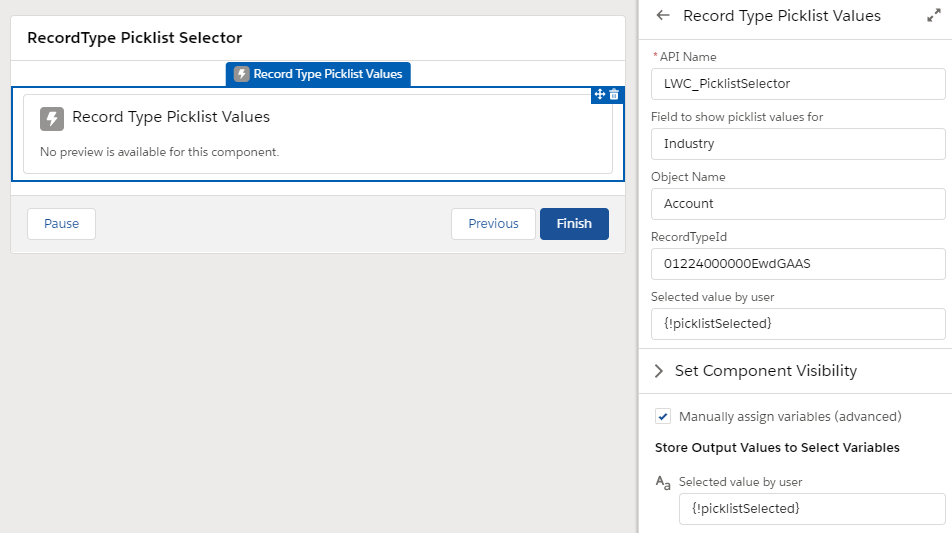 RecordType Picklist Selector
Record Type Picklist Values
Record Type Picklist Values
No preview is available for this component.
Pause
Previous
Finish
Record Type Picklist Values
*API Name
LWC_PicklistSelector
Field to show picklist values for
Industry
Object Name
Account
RecordTypeId
01224000000EwdGAAS
Selected value by user
{!picklistSelected}
Set Component Visibility
Manually assign variables (advanced)
Store Output Values to Select Variables
Aa Selected value by user
{!picklistSelected}